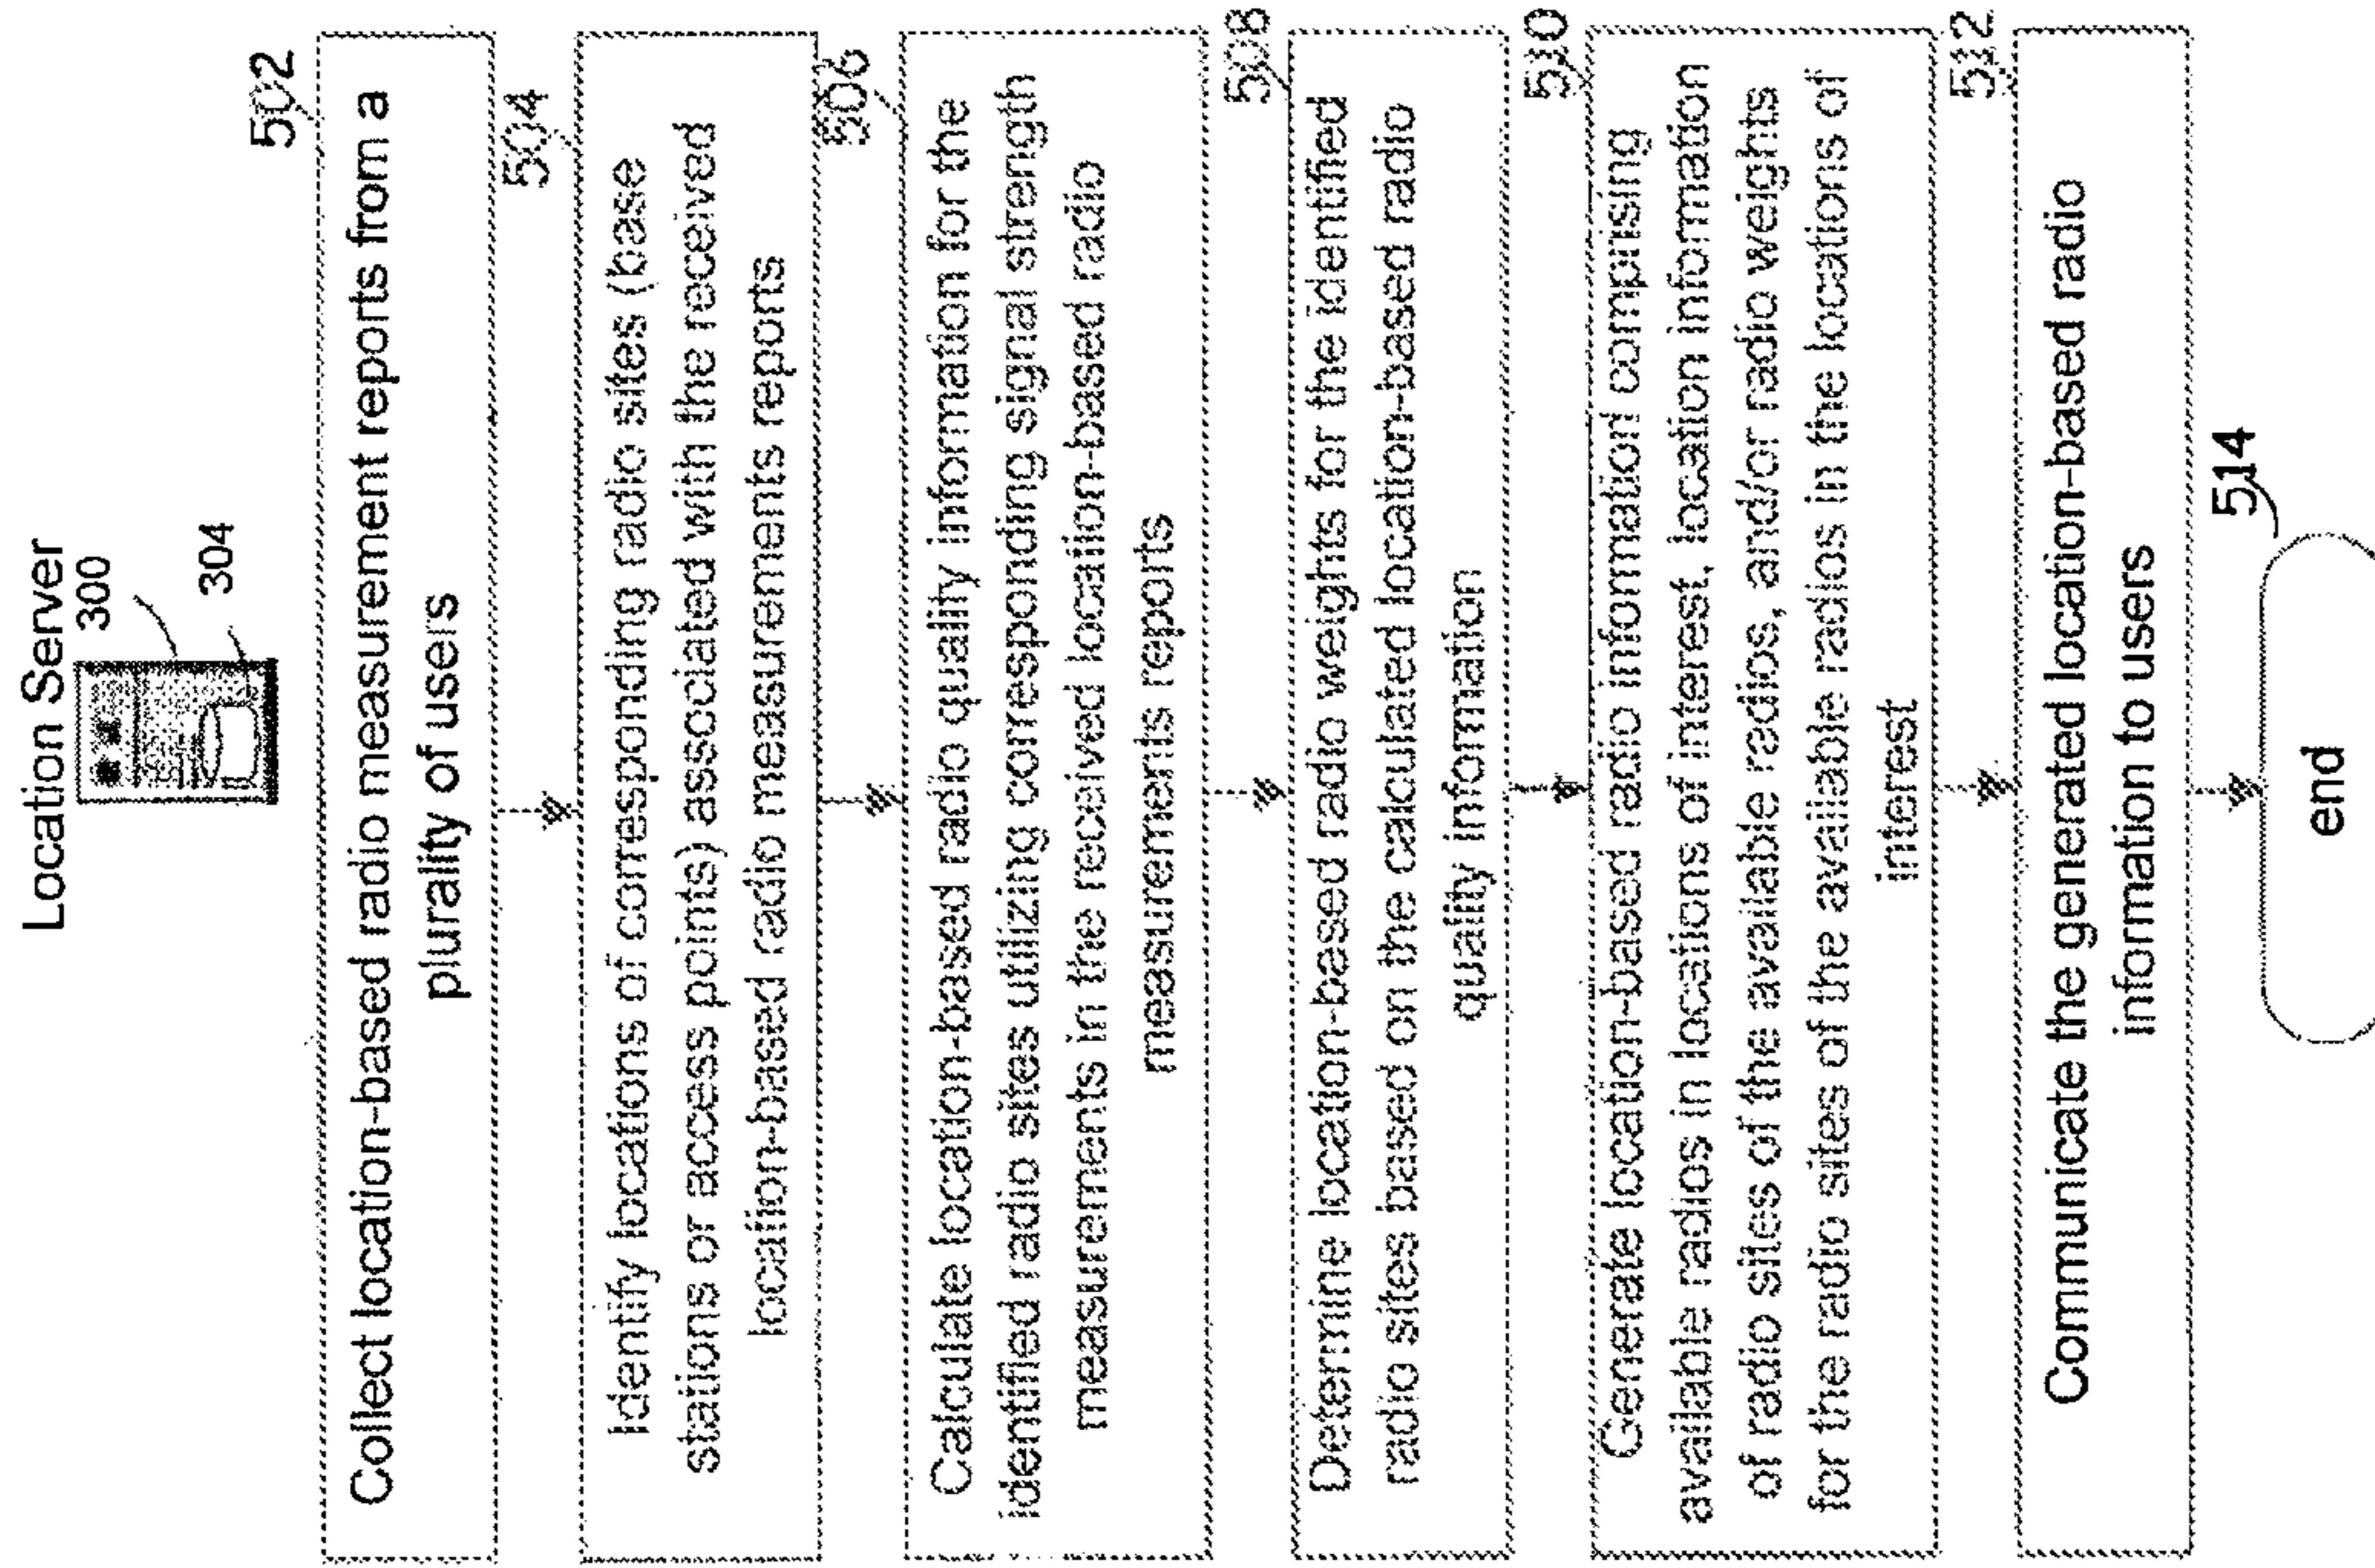 Location Server
300
304
502
Collect location-based radio measurement reports from a
plurality of users
504
Identify locations of corresponding radio sites (base
stations or access points) associated with the received
location-based radio measurements reports
506
Calculate location-based radio quality information for the
identified radio sites utilizing corresponding signal strength
measurements in the received location-based radio
measurements reports
508
Determine location-based radio weights for the identified
radio sites based on the calculated location-based radio
quality information
510
Generate location-based radio information comprising
available radios in locations of interest, location information
of radio sites of the available radios, and/or radio weights
for the radio sites of the available radios in the locations of
interest
512
Communicate the generated location-based radio
information to users
514
end